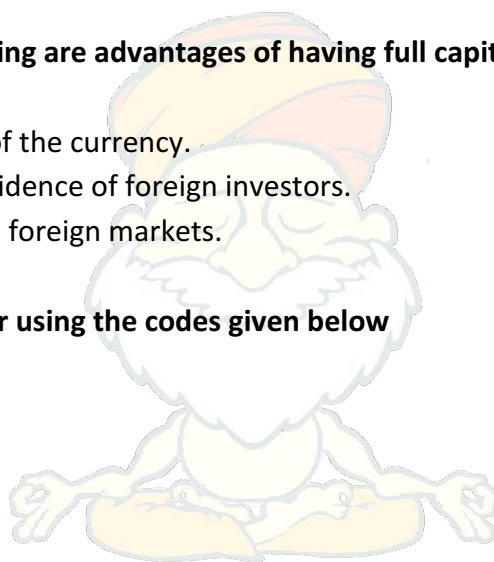 ing are advantages of having full capit
of the currency.
idence of foreign investors.
foreign markets.
r using the codes given below